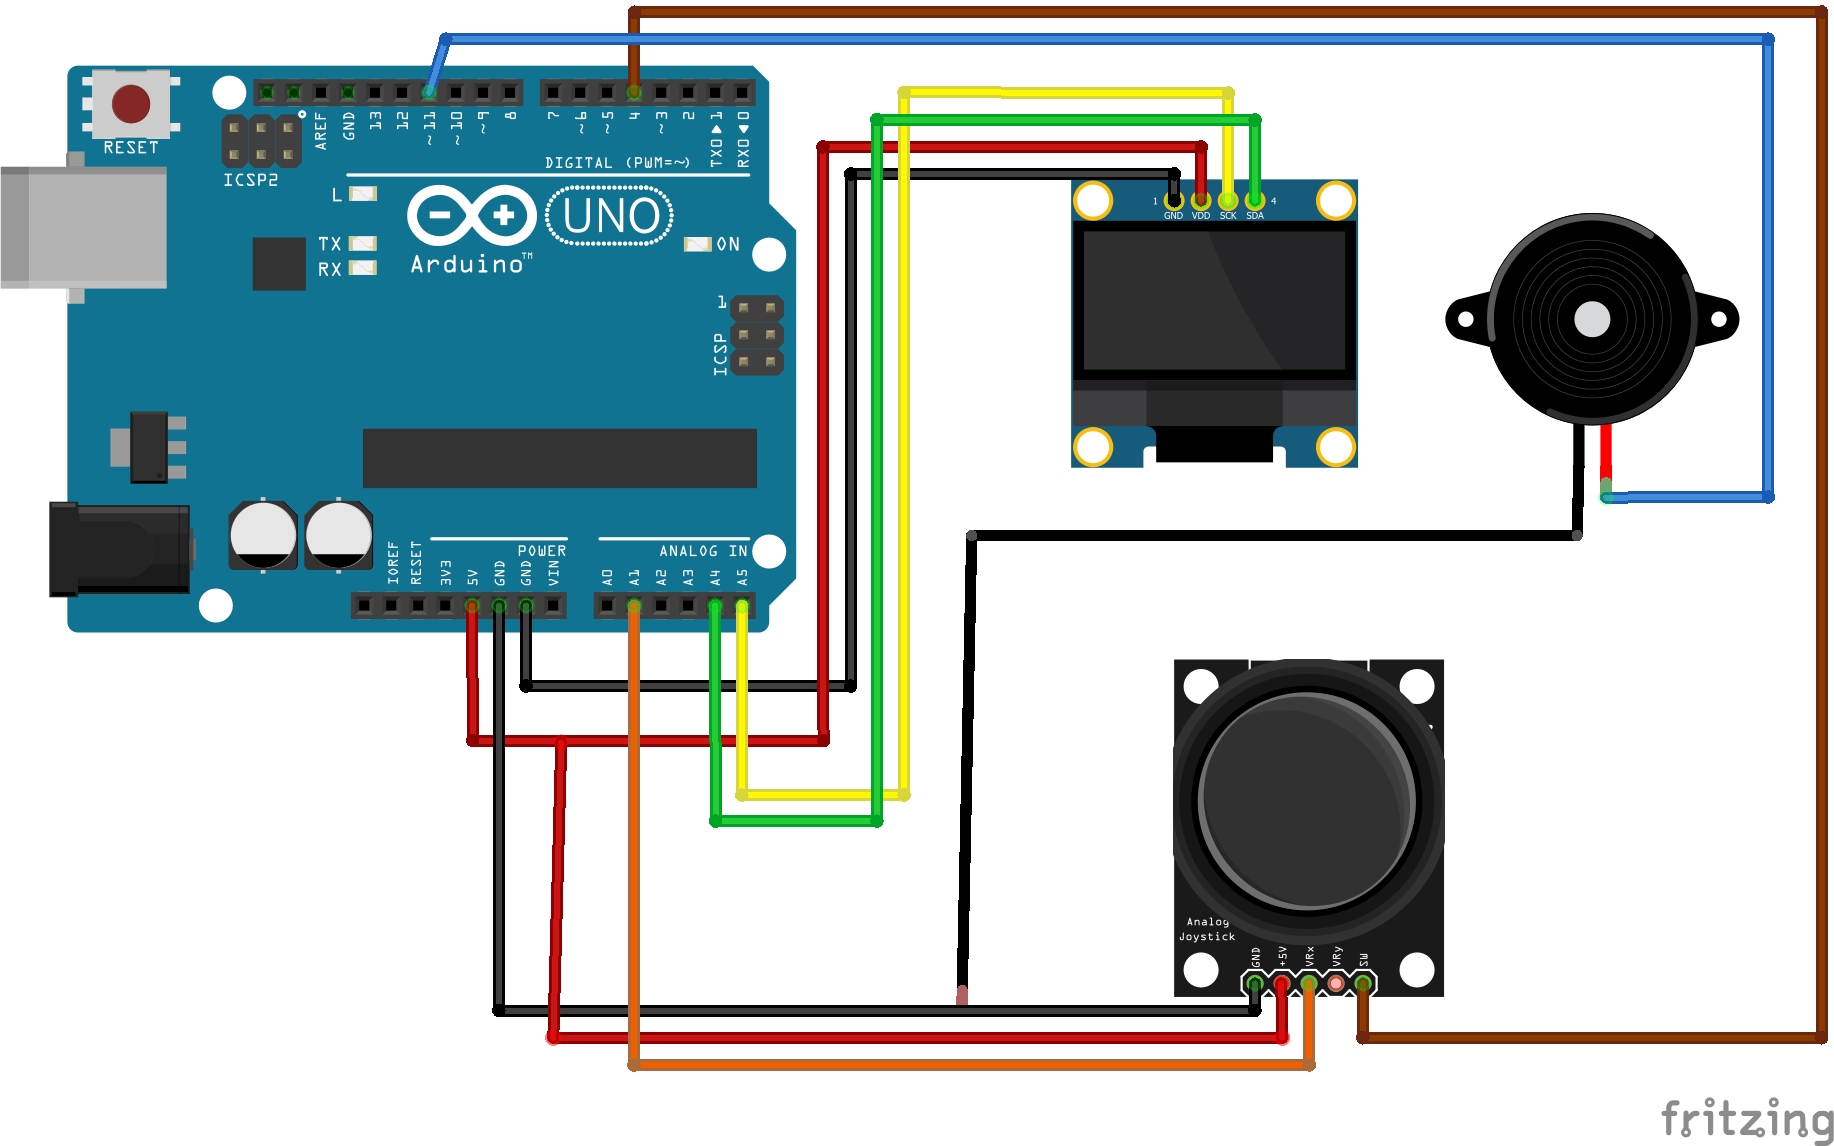 RESET
ICSP2
AREF
GND
13
12
~11
~10
~9
8
7
~6
~5
4
~3
2
TX0▶1
RX0◀0
DIGITAL (PWM=~)
L
TX
RX
UNO
ON
Arduino™
1
ICSP
IOREF
RESET
3V3
5V
GND
GND
VIN
POWER
ANALOG IN
A0
A1
A2
A3
A4
A5
1
GND
VDD
SCK
SDA
4
Analog
Joystick
GND
+5V
VRx
VRy
SW
fritzing